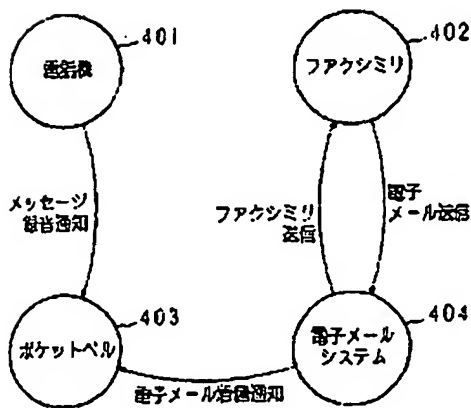 401
電話機
402
ファクシミリ
メッセージ
録音通知
ファクシミリ
送信
電子
メール送信
403
ポケットベル
404
電子メール
システム
電子メール着信通知